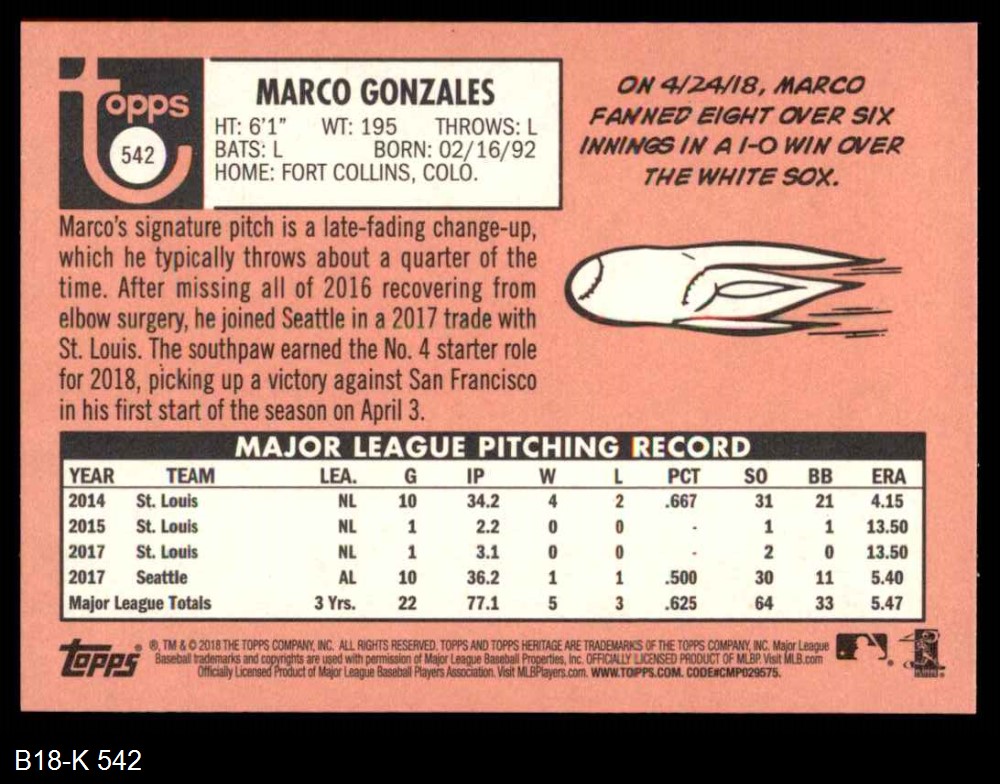 Topps
542
MARCO GONZALES
HT: 6'1" WT: 195 THROWS: L
BATS: L BORN: 02/16/92
HOME: FORT COLLINS, COLO.
ON 4/24/18, MARCO
FANNED EIGHT OVER SIX
INNINGS IN A 1-0 WIN OVER
THE WHITE SOX.
Marco's signature pitch is a late-fading change-up,
which he typically throws about a quarter of the
time. After missing all of 2016 recovering from
elbow surgery, he joined Seattle in a 2017 trade with
St. Louis. The southpaw earned the No. 4 starter role
for 2018, picking up a victory against San Francisco
in his first start of the season on April 3.
MAJOR LEAGUE PITCHING RECORD
YEAR TEAM LEA. G IP W L PCT SO BB ERA
2014 St. Louis NL 10 34.2 4 2 .667 31 21 4.15
2015 St. Louis NL 1 2.2 0 0 - 1 1 13.50
2017 St. Louis NL 1 3.1 0 0 - 2 0 13.50
2017 Seattle AL 10 36.2 1 1 .500 30 11 5.40
Major League Totals 3 Yrs. 22 77.1 5 3 .625 64 33 5.47
Topps ®, TM & © 2018 THE TOPPS COMPANY, INC. ALL RIGHTS RESERVED. TOPPS AND TOPPS HERITAGE ARE TRADEMARKS OF THE TOPPS COMPANY, INC. Major League
Baseball trademarks and copyrights are used with permission of Major League Baseball Properties, Inc. OFFICIALLY LICENSED PRODUCT OF MLBP. Visit MLB.com
Officially Licensed Product of Major League Baseball Players Association. Visit MLBPlayers.com. WWW.TOPPS.COM. CODE#CMP029575.
B18-K 542